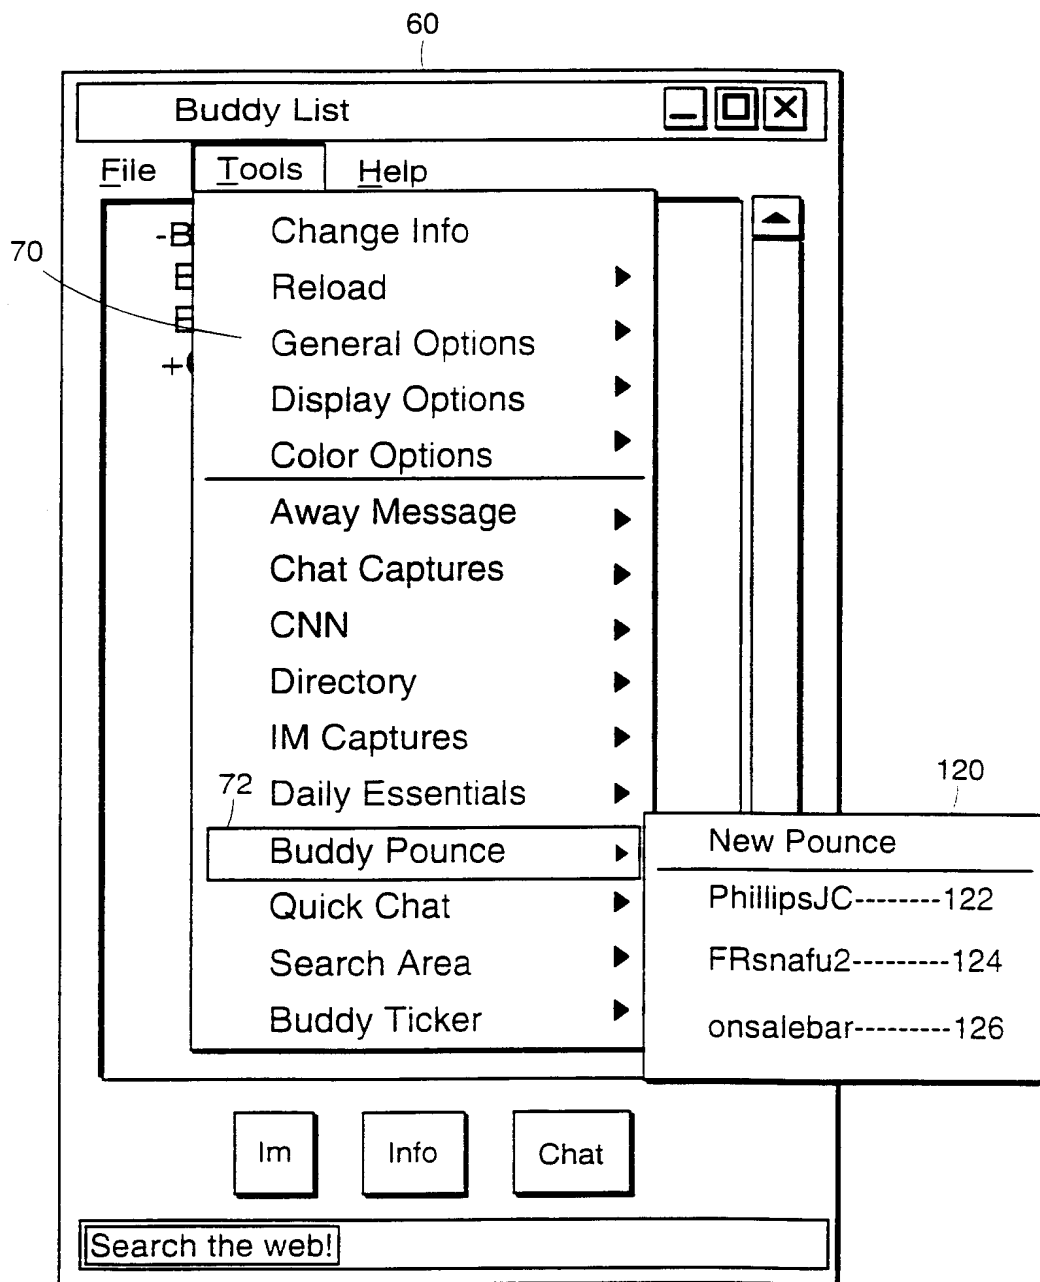 60
Buddy List
File Tools Help
Change Info
70
Reload
General Options
Display Options
Color Options
Away Message
Chat Captures
CNN
Directory
IM Captures
72 Daily Essentials
120
Buddy Pounce
New Pounce
PhillipsJC--------122
Quick Chat
FRsnafu2---------124
Search Area
onsalebar---------126
Buddy Ticker
Im Info Chat
Search the web!